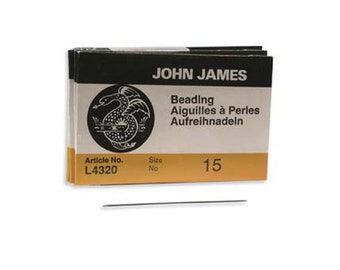 JOHN JAMES
Beading
Aiguilles à Perles
Aufreihnadeln
Article No. Size
L4320 No 15